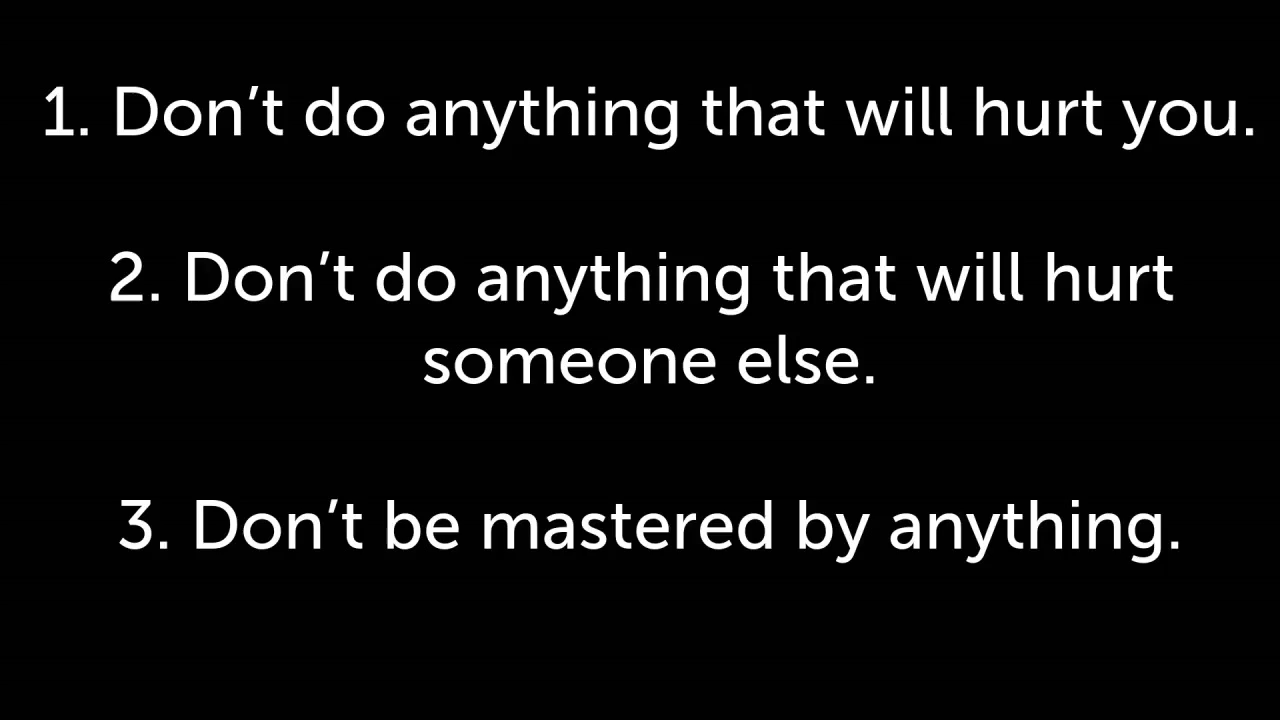 1. Don’t do anything that will hurt you.
2. Don’t do anything that will hurt
someone else.
3. Don’t be mastered by anything.